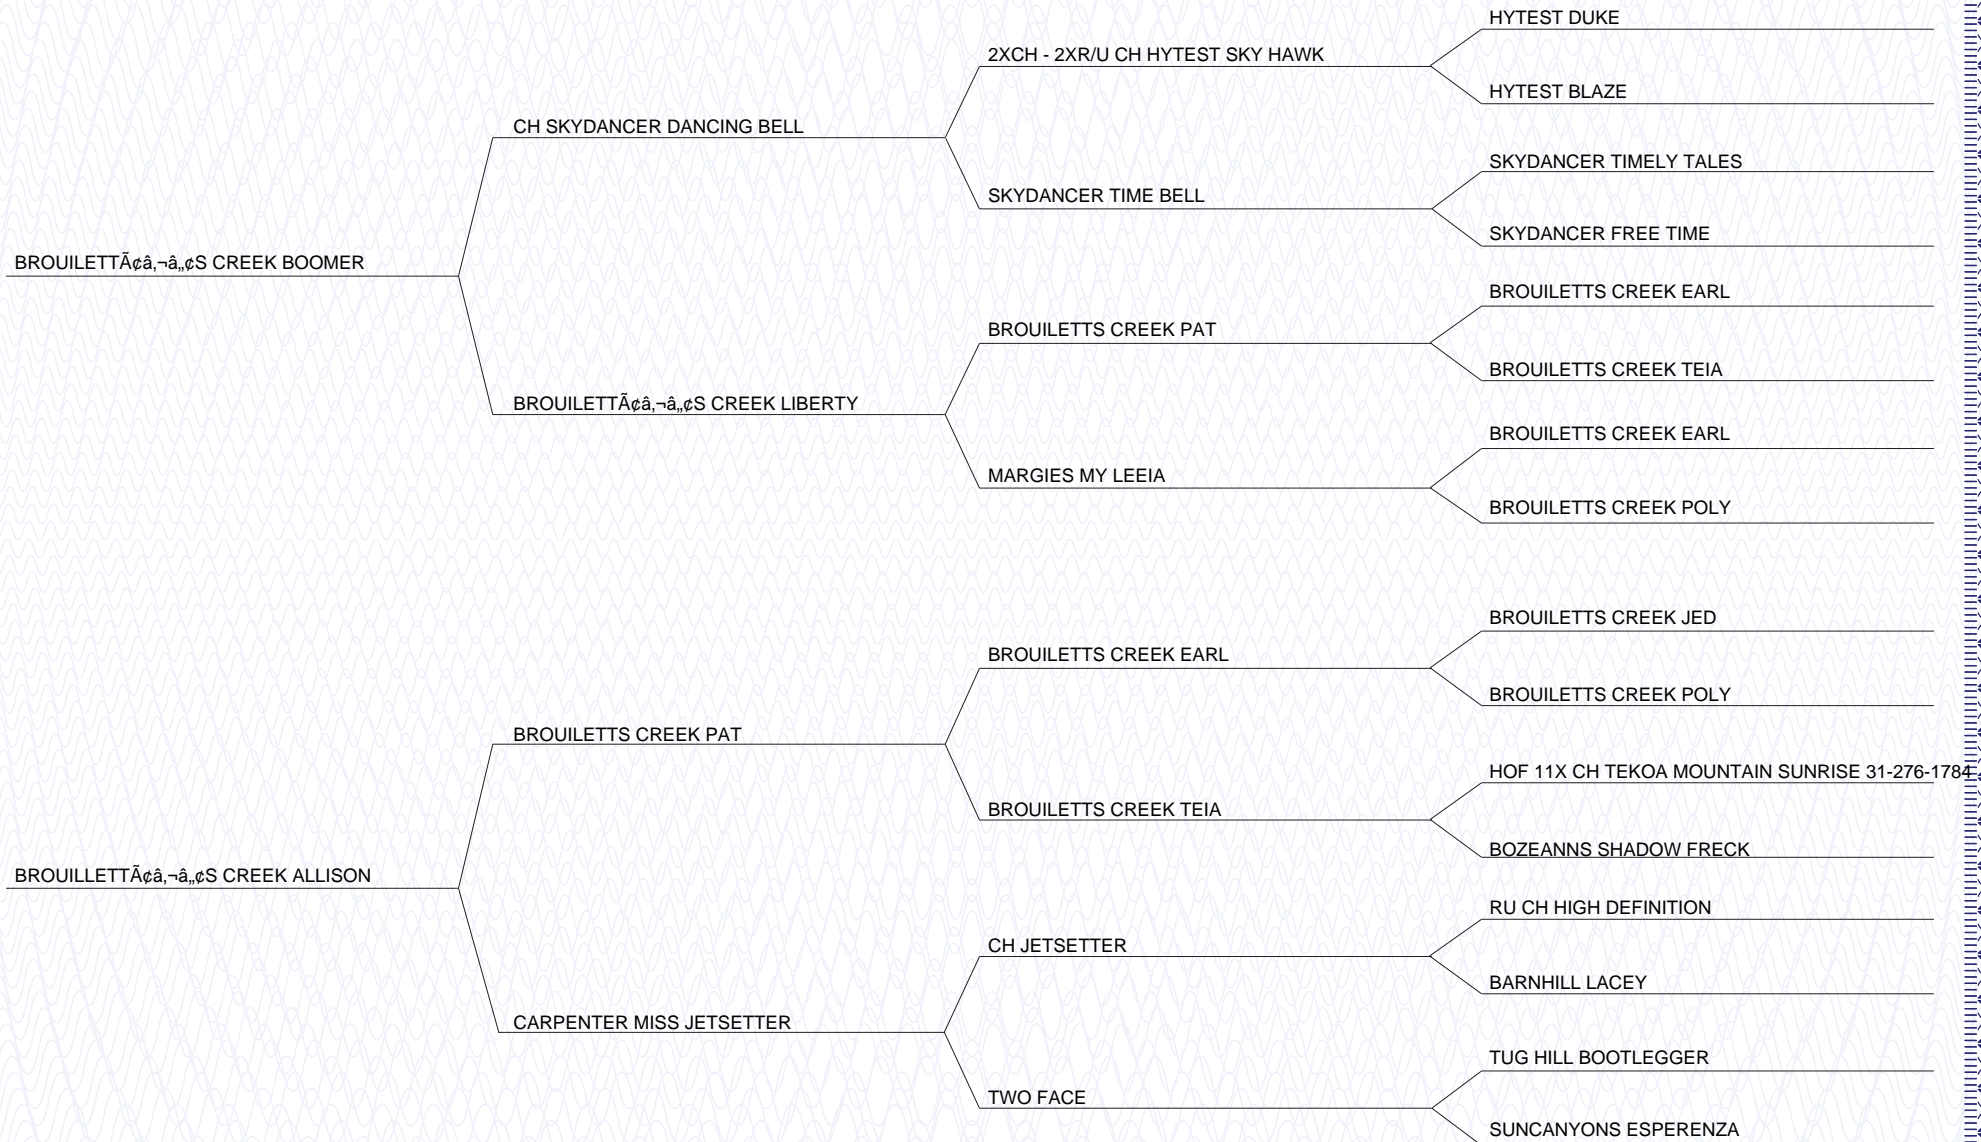 HYTEST DUKE
2XCH - 2XR/U CH HYTEST SKY HAWK
HYTEST BLAZE
CH SKYDANCER DANCING BELL
SKYDANCER TIMELY TALES
SKYDANCER TIME BELL
SKYDANCER FREE TIME
BROUILETTÃ¢â‚¬â„¢S CREEK BOOMER
BROUILETTS CREEK EARL
BROUILETTS CREEK PAT
BROUILETTS CREEK TEIA
BROUILETTÃ¢â‚¬â„¢S CREEK LIBERTY
BROUILETTS CREEK EARL
MARGIES MY LEEIA
BROUILETTS CREEK POLY
BROUILETTS CREEK JED
BROUILETTS CREEK EARL
BROUILETTS CREEK POLY
BROUILETTS CREEK PAT
HOF 11X CH TEKOA MOUNTAIN SUNRISE 31-276-1784
BROUILETTS CREEK TEIA
BOZEANNS SHADOW FRECK
BROUILLETTÃ¢â‚¬â„¢S CREEK ALLISON
RU CH HIGH DEFINITION
CH JETSETTER
BARNHILL LACEY
CARPENTER MISS JETSETTER
TUG HILL BOOTLEGGER
TWO FACE
SUNCANYONS ESPERENZA